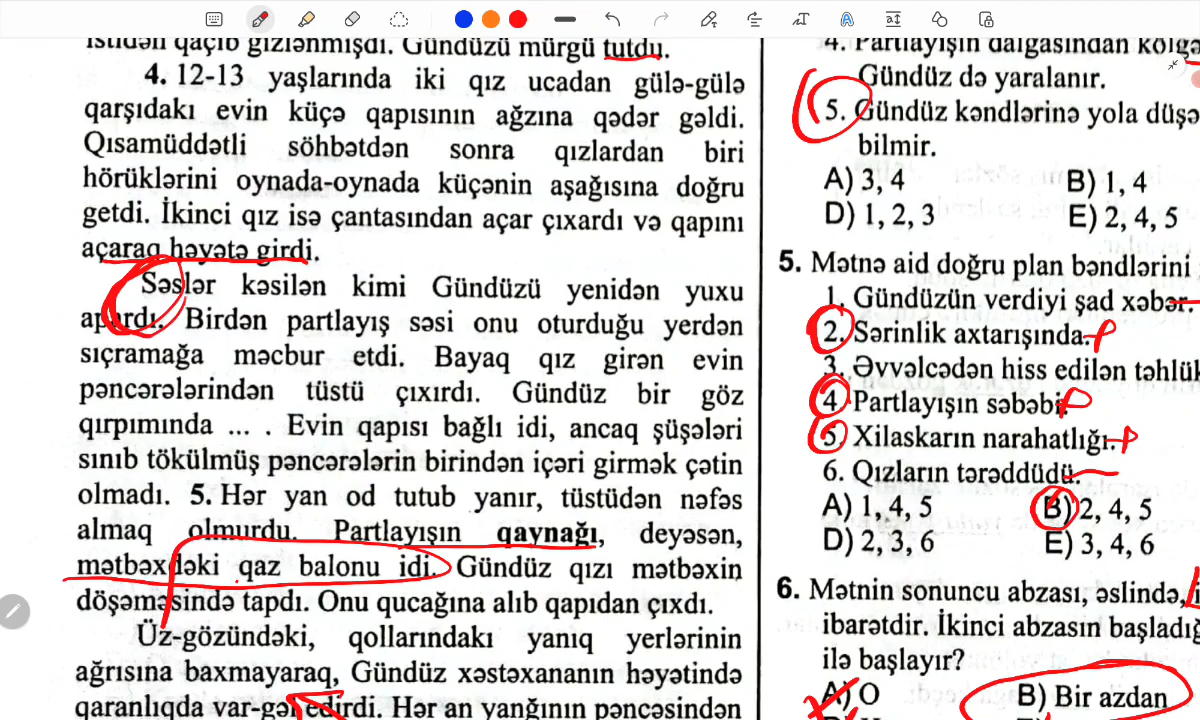 istidən qaçıb gizlənmişdi. Gündüzü mürgü tutdu.
4. 12-13 yaşlarında iki qız ucadan gülə-gülə
qarşıdakı evin küçə qapısının ağzına qədər gəldi.
Qısamüddətli söhbətdən sonra qızlardan biri
hörüklərini oynada-oynada küçənin aşağısına doğru
getdi. İkinci qız isə çantasından açar çıxardı və qapını
açaraq həyətə girdi.
Səslər kəsilən kimi Gündüzü yenidən yuxu
apardı. Birdən partlayış səsi onu oturduğu yerdən
sıçramağa məcbur etdi. Bayaq qız girən evin
pəncərələrindən tüstü çıxırdı. Gündüz bir göz
qırpımında ... . Evin qapısı bağlı idi, ancaq şüşələri
sınıb tökülmüş pəncərələrin birindən içəri girmək çətin
olmadı. 5. Hər yan od tutub yanır, tüstüdən nəfəs
almaq olmurdu. Partlayışın qaynağı, deyəsən,
mətbəxdəki qaz balonu idi. Gündüz qızı mətbəxin
döşəməsində tapdı. Onu qucağına alıb qapıdan çıxdı.
Üz-gözündəki, qollarındakı yanıq yerlərinin
ağrısına baxmayaraq, Gündüz xəstəxananın həyətində
qaranlıqda var-gəl edirdi. Hər an yanğının pəncəsindən
4. Partlayışın dalğasından
Gündüz də yaralanır.
5. Gündüz kəndlərinə yola
bilmir.
A) 3, 4 B) 1, 4
D) 1, 2, 3 E) 2, 4, 5
5. Mətnə aid doğru plan bəndlərini
1. Gündüzün verdiyi şad xəbər.
2. Sərinlik axtarışında.
3. Əvvəlcədən hiss edilən
4. Partlayışın səbəbi.
5. Xilaskarın narahatlığı.
6. Qızların tərəddüdü.
A) 1, 4, 5 B) 2, 4, 5
D) 2, 3, 6 E) 3, 4, 6
6. Mətnin sonuncu abzası, əslində,
ibarətdir. İkinci abzasın
ilə başlayır?
A) O B) Bir azdan